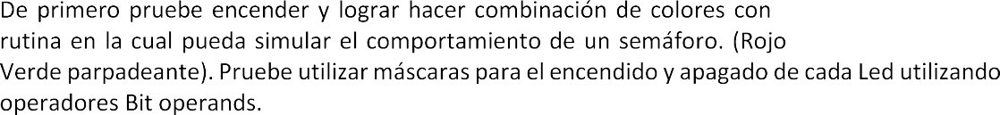 De primero pruebe encender y lograr hacer combinación de colores con
rutina en la cual pueda simular el comportamiento de un semáforo. (Rojo
Verde parpadeante). Pruebe utilizar máscaras para el encendido y apagado de cada Led utilizando
operadores Bit operands.